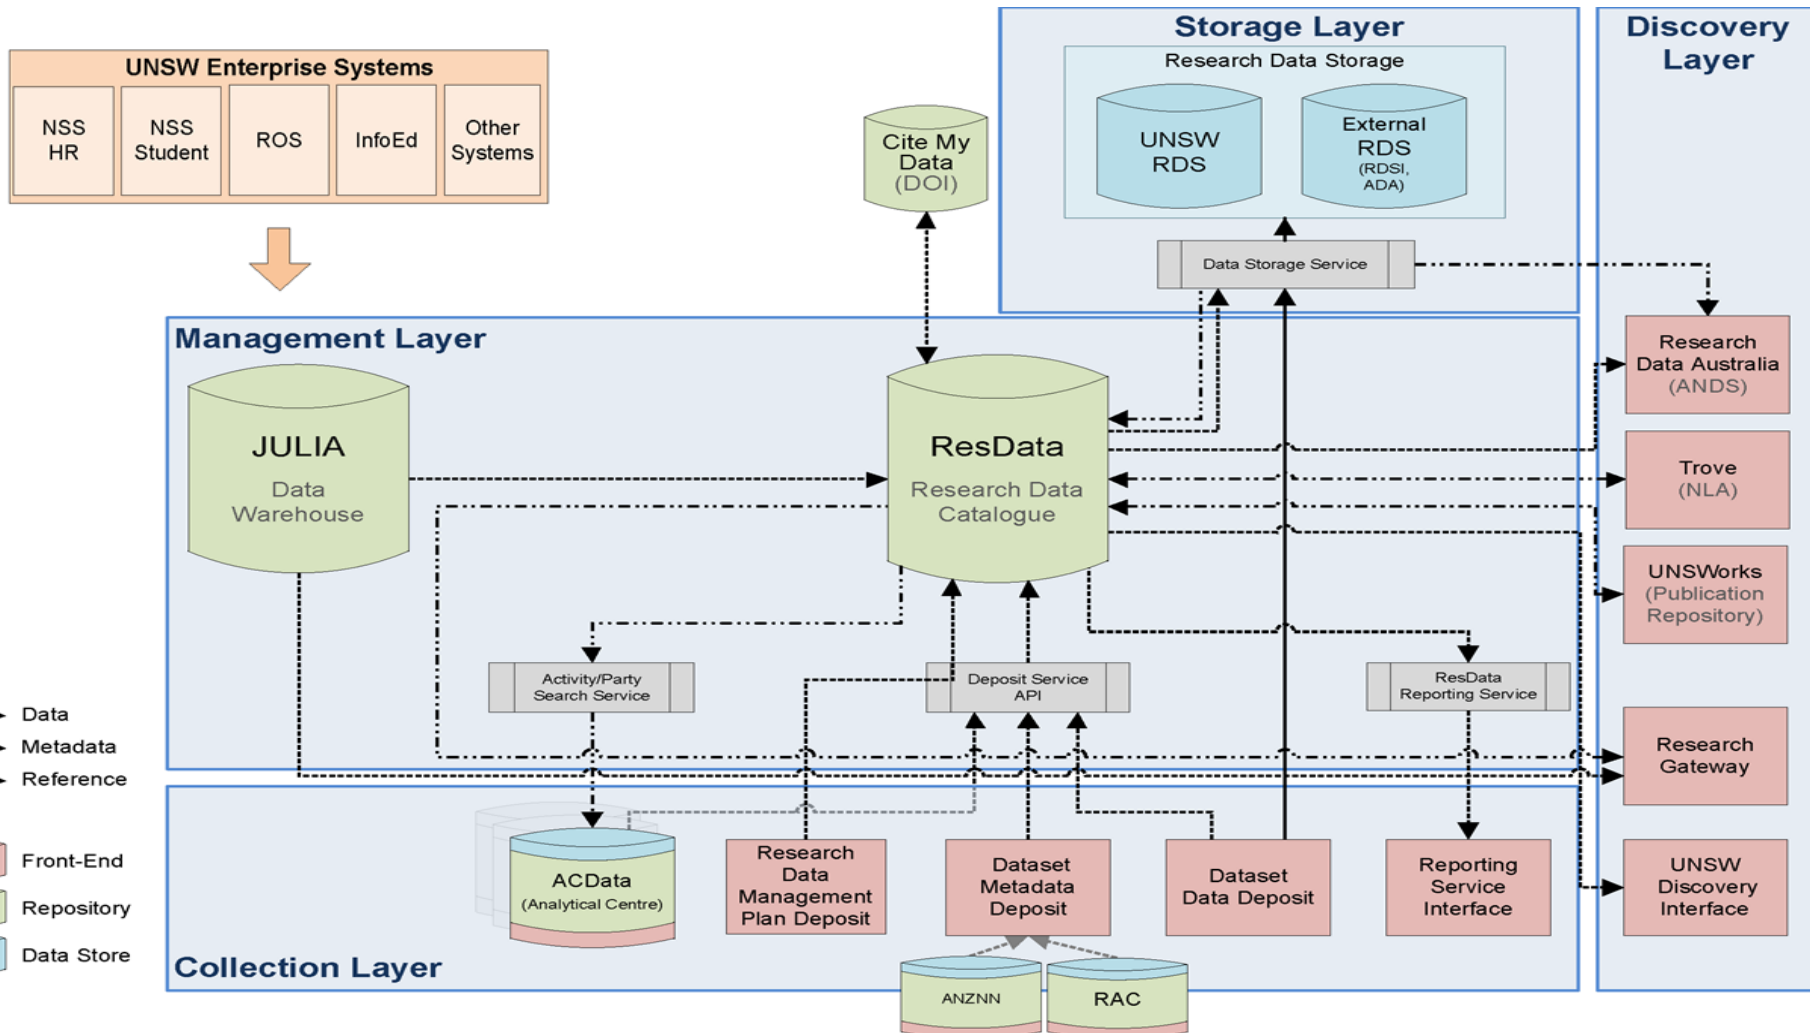 UNSW Enterprise Systems
NSS
HR
NSS
Student
ROS
InfoEd
Other
Systems
Cite My
Data
(DOI)
Storage Layer
Research Data Storage
UNSW
RDS
External
RDS
(RDSI,
ADA)
Data Storage Service
Discovery
Layer
Research
Data Australia
(ANDS)
Trove
(NLA)
UNSWorks
(Publication
Repository)
Research
Gateway
UNSW
Discovery
Interface
Management Layer
JULIA
Data
Warehouse
ResData
Research Data
Catalogue
Activity/Party
Search Service
Deposit Service
API
ResData
Reporting Service
Data
Metadata
Reference
Front-End
Repository
Data Store
ACData
(Analytical Centre)
Research
Data
Management
Plan Deposit
Dataset
Metadata
Deposit
Dataset
Data Deposit
Reporting
Service
Interface
Collection Layer
ANZNN
RAC